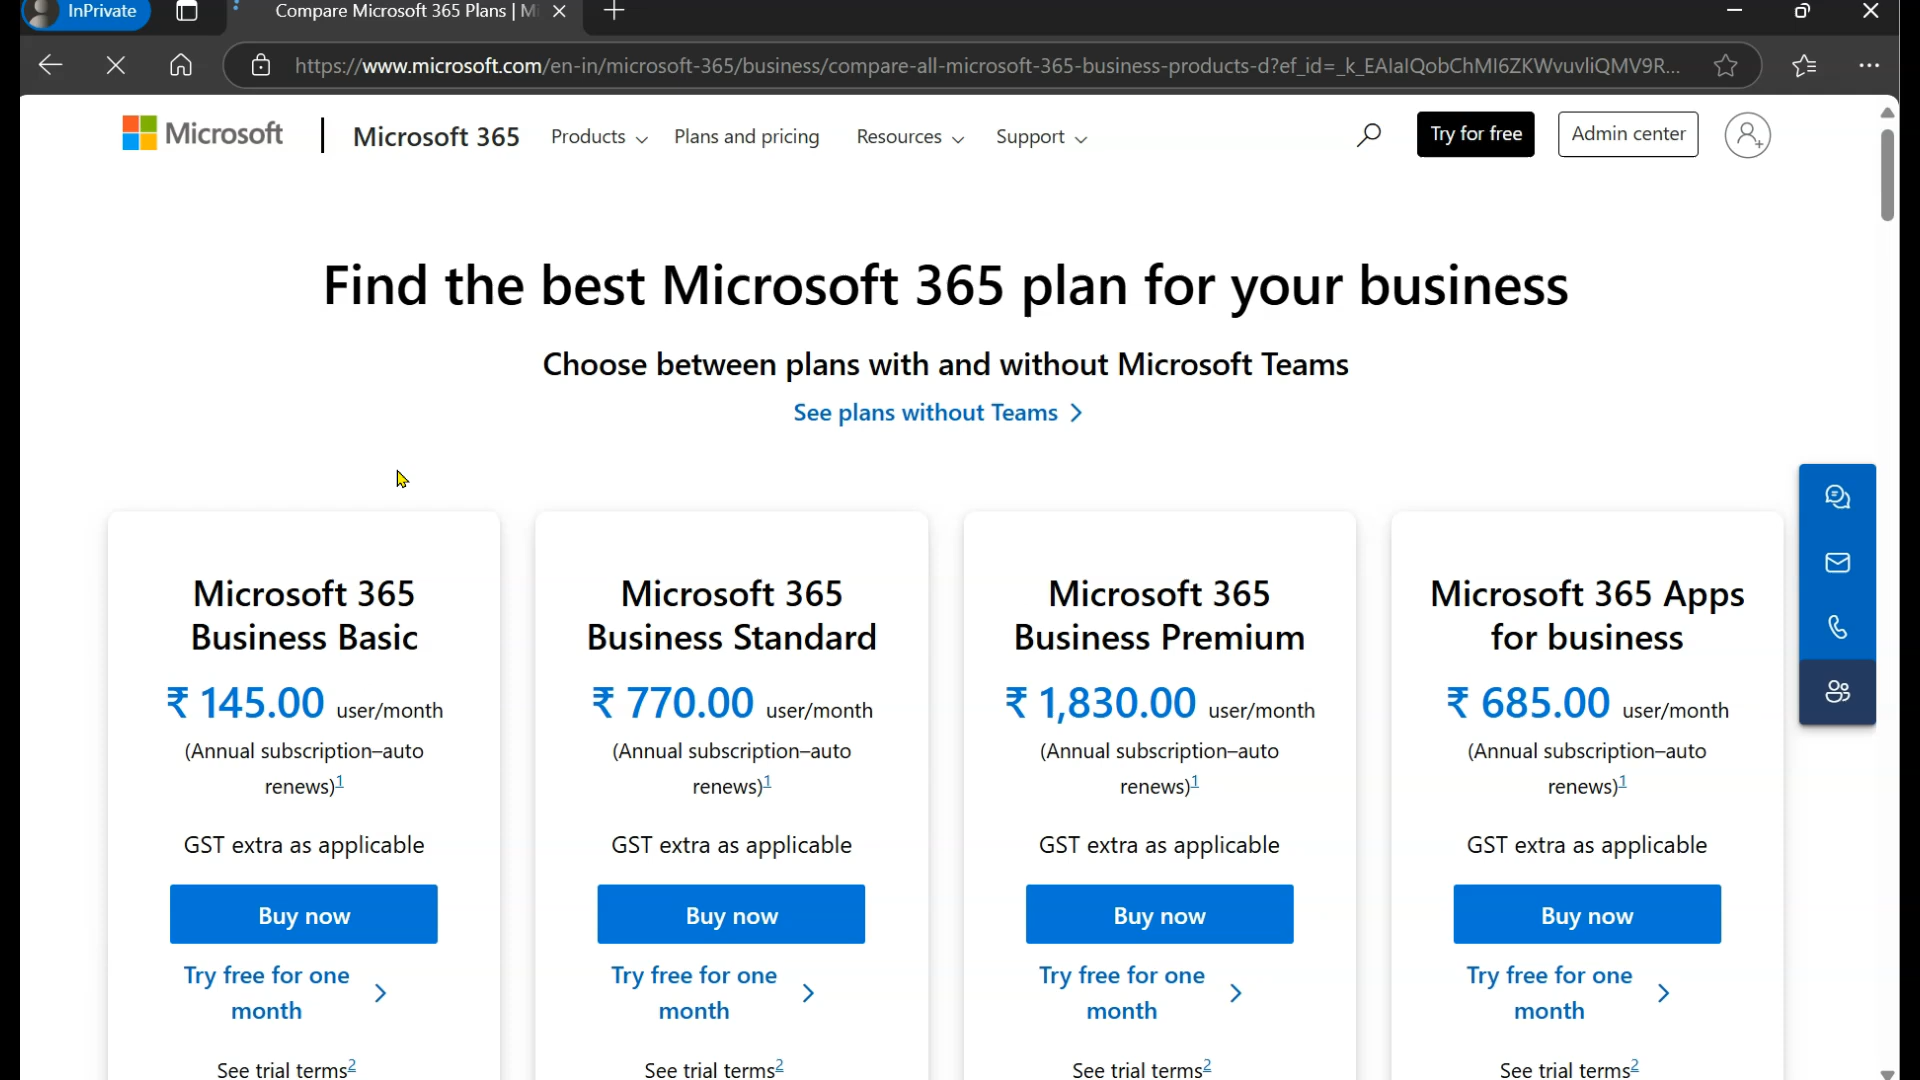 InPrivate
Compare Microsoft 365 Plans | Mi
https://www.microsoft.com/en-in/microsoft-365/business/compare-all-microsoft-365-business-products-d?ef_id=_k_EAIaIQobChMI6ZKWvuvliQMV9R...
Microsoft
Microsoft 365
Products
Plans and pricing
Resources
Support
Try for free
Admin center
Find the best Microsoft 365 plan for your business
Choose between plans with and without Microsoft Teams
See plans without Teams
Microsoft 365
Business Basic
₹ 145.00 user/month
(Annual subscription–auto
renews)1
GST extra as applicable
Buy now
Try free for one
month
See trial terms2
Microsoft 365
Business Standard
₹ 770.00 user/month
(Annual subscription–auto
renews)1
GST extra as applicable
Buy now
Try free for one
month
See trial terms2
Microsoft 365
Business Premium
₹ 1,830.00 user/month
(Annual subscription–auto
renews)1
GST extra as applicable
Buy now
Try free for one
month
See trial terms2
Microsoft 365 Apps
for business
₹ 685.00 user/month
(Annual subscription–auto
renews)1
GST extra as applicable
Buy now
Try free for one
month
See trial terms2